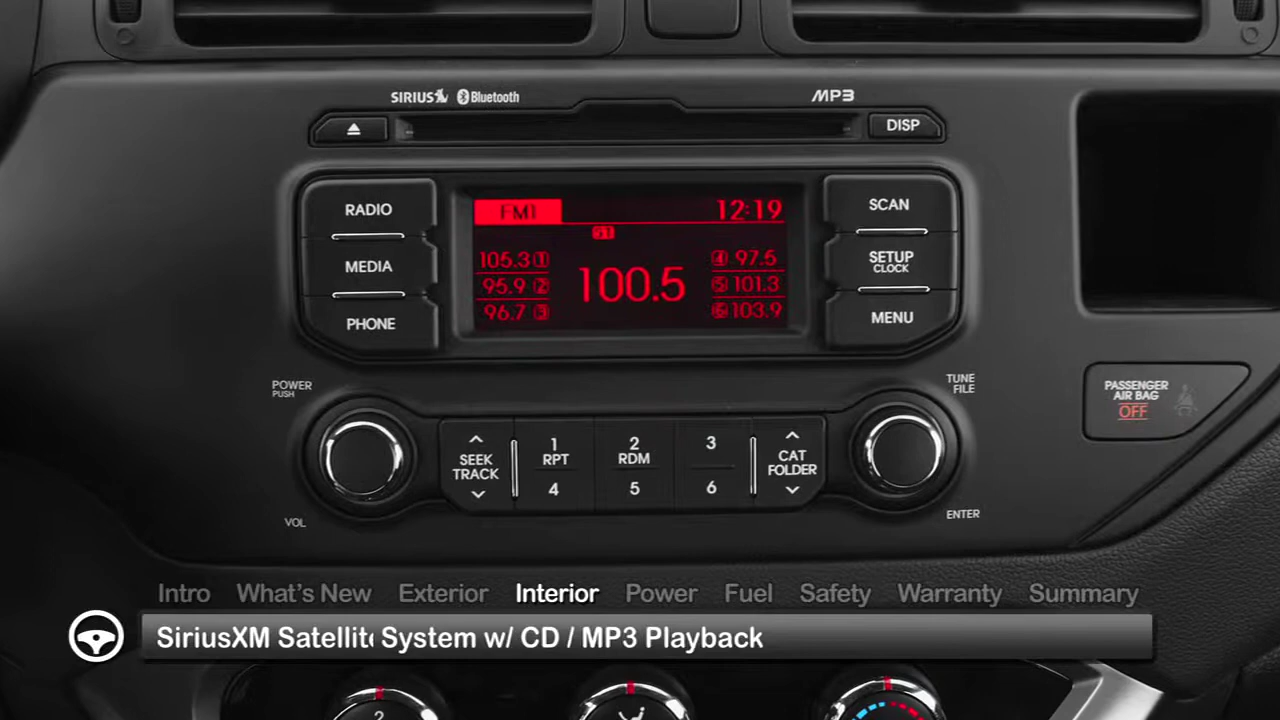 SIRIUS Bluetooth
MP3
DISP
RADIO
MEDIA
PHONE
FM1
12:19
105.3 1
95.9 2
96.7 3
100.5
4 97.5
5 101.3
6 103.9
SCAN
SETUP
CLOCK
MENU
POWER
PUSH
VOL
SEEK
TRACK
1
RPT
4
2
RDM
5
3
6
CAT
FOLDER
TUNE
FILE
ENTER
PASSENGER
AIR BAG
OFF
Intro What's New Exterior Interior Power Fuel Safety Warranty Summary
SiriusXM Satellit System w/ CD / MP3 Playback
2